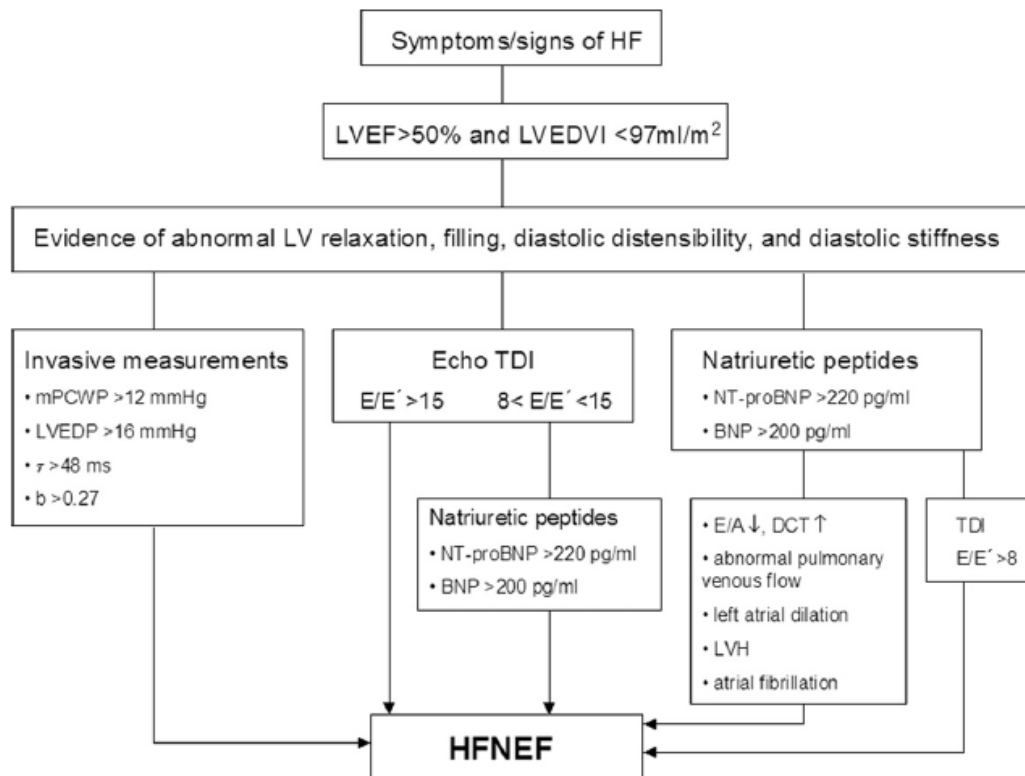 Symptoms/signs of HF
LVEF>50% and LVEDVI <97ml/m²
Evidence of abnormal LV relaxation, filling, diastolic distensibility, and diastolic stiffness
Invasive measurements
• mPCWP >12 mmHg
• LVEDP >16 mmHg
• τ >48 ms
• b >0.27
Echo TDI
E/E´ >15 8< E/E´ <15
Natriuretic peptides
• NT-proBNP >220 pg/ml
• BNP >200 pg/ml
Natriuretic peptides
• NT-proBNP >220 pg/ml
• BNP >200 pg/ml
• E/A ↓, DCT ↑
• abnormal pulmonary
venous flow
• left atrial dilation
• LVH
• atrial fibrillation
TDI
E/E´ >8
HFNEF